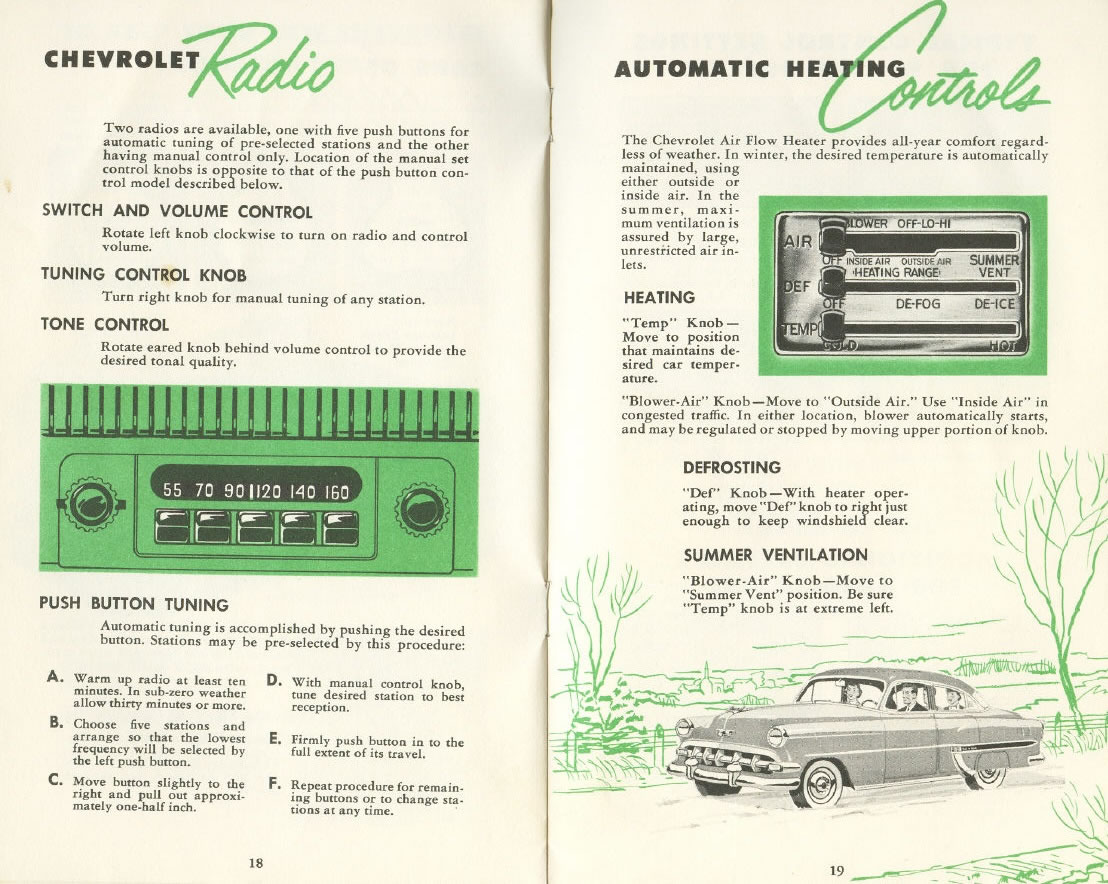 CHEVROLET Radio
Two radios are available, one with five push buttons for
automatic tuning of pre-selected stations and the other
having manual control only. Location of the manual set
control knobs is opposite to that of the push button con-
trol model described below.
SWITCH AND VOLUME CONTROL
Rotate left knob clockwise to turn on radio and control
volume.
TUNING CONTROL KNOB
Turn right knob for manual tuning of any station.
TONE CONTROL
Rotate eared knob behind volume control to provide the
desired tonal quality.
55 70 90 120 140 160
PUSH BUTTON TUNING
Automatic tuning is accomplished by pushing the desired
button. Stations may be pre-selected by this procedure:
A. Warm up radio at least ten
minutes. In sub-zero weather
allow thirty minutes or more.
B. Choose five stations and
arrange so that the lowest
frequency will be selected by
the left push button.
C. Move button slightly to the
right and pull out approxi-
mately one-half inch.
D. With manual control knob,
tune desired station to best
reception.
E. Firmly push button in to the
full extent of its travel.
F. Repeat procedure for remain-
ing buttons or to change sta-
tions at any time.
18
AUTOMATIC HEATING Controls
The Chevrolet Air Flow Heater provides all-year comfort regard-
less of weather. In winter, the desired temperature is automatically
maintained, using
either outside or
inside air. In the
summer, maxi-
mum ventilation is
assured by large,
unrestricted air in-
lets.
HEATING
"Temp" Knob—
Move to position
that maintains de-
sired car temper-
ature.
BLOWER OFF-LO-HI
AIR
OFF INSIDE AIR OUTSIDE AIR SUMMER
HEATING RANGE VENT
DEF
OFF DE-FOG DE-ICE
TEMP
COLD HOT
"Blower-Air" Knob—Move to "Outside Air." Use "Inside Air" in
congested traffic. In either location, blower automatically starts,
and may be regulated or stopped by moving upper portion of knob.
DEFROSTING
"Def" Knob—With heater oper-
ating, move "Def" knob to right just
enough to keep windshield clear.
SUMMER VENTILATION
"Blower-Air" Knob—Move to
"Summer Vent" position. Be sure
"Temp" knob is at extreme left.
19